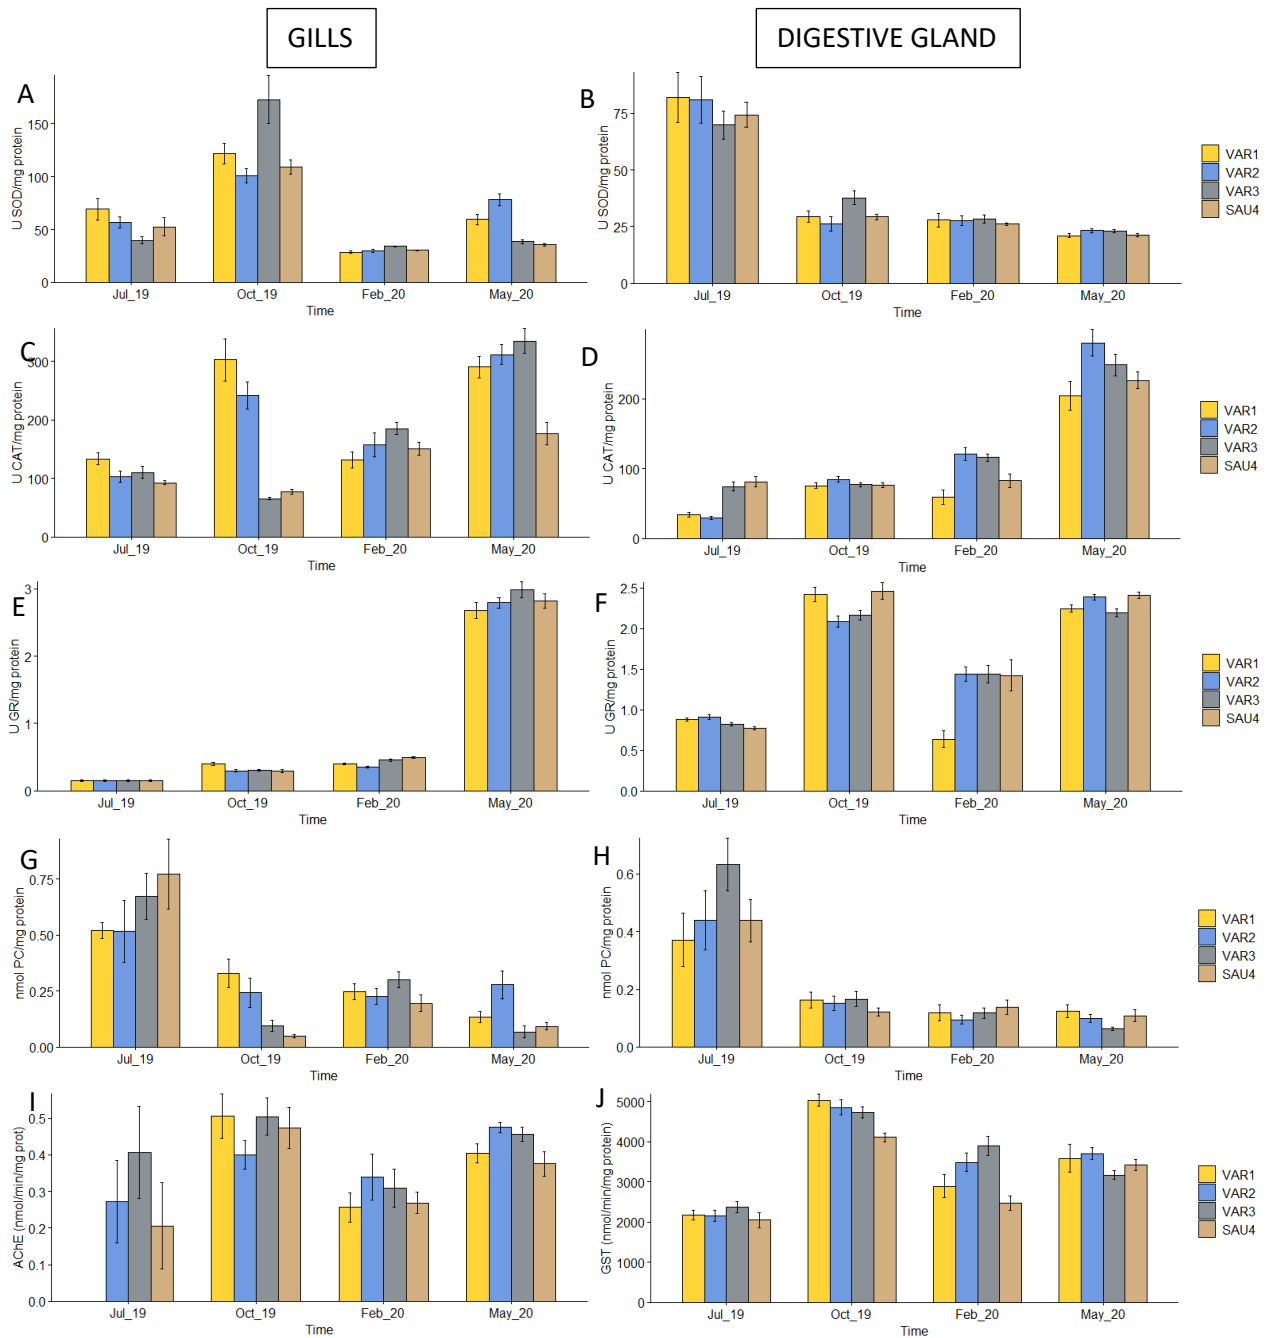 GILLS
DIGESTIVE GLAND
A
U SOD/mg protein
150
100
50
0
Jul_19 Oct_19 Feb_20 May_20
Time
B
U SOD/mg protein
75
50
25
0
Jul_19 Oct_19 Feb_20 May_20
Time
VAR1
VAR2
VAR3
SAU4
C
U CAT/mg protein
300
200
100
0
Jul_19 Oct_19 Feb_20 May_20
Time
D
U CAT/mg protein
200
100
0
Jul_19 Oct_19 Feb_20 May_20
Time
VAR1
VAR2
VAR3
SAU4
E
U GR/mg protein
3
2
1
0
Jul_19 Oct_19 Feb_20 May_20
Time
F
U GR/mg protein
2.5
2.0
1.5
1.0
0.5
0.0
Jul_19 Oct_19 Feb_20 May_20
Time
VAR1
VAR2
VAR3
SAU4
G
nmol PC/mg protein
0.75
0.50
0.25
0.00
Jul_19 Oct_19 Feb_20 May_20
Time
H
nmol PC/mg protein
0.6
0.4
0.2
0.0
Jul_19 Oct_19 Feb_20 May_20
Time
VAR1
VAR2
VAR3
SAU4
I
AChE (nmol/min/mg prot)
0.5
0.4
0.3
0.2
0.1
0.0
Jul_19 Oct_19 Feb_20 May_20
Time
J
GST (nmol/min/mg protein)
5000
4000
3000
2000
1000
0
Jul_19 Oct_19 Feb_20 May_20
Time
VAR1
VAR2
VAR3
SAU4